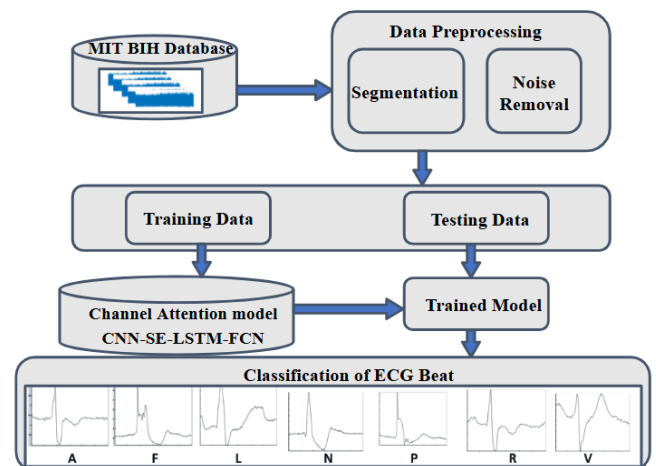 MIT BIH Database
Data Preprocessing
Segmentation
Noise
Removal
Training Data
Testing Data
Channel Attention model
CNN-SE-LSTM-FCN
Trained Model
Classification of ECG Beat
A F L N P R V